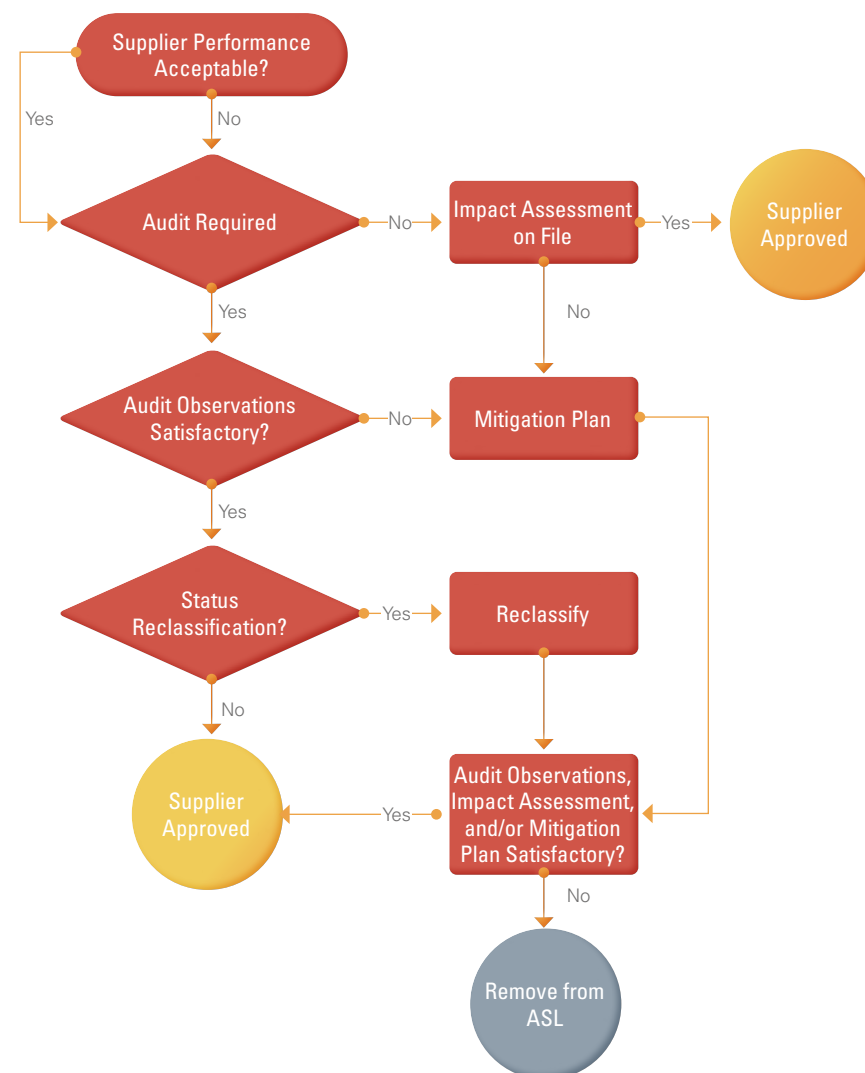 Supplier Performance
Acceptable?
Yes
No
Audit Required
No
Impact Assessment
on File
Yes
Supplier
Approved
Yes
No
Audit Observations
Satisfactory?
No
Mitigation Plan
Yes
Status
Reclassification?
Yes
Reclassify
No
Supplier
Approved
Yes
Audit Observations,
Impact Assessment,
and/or Mitigation
Plan Satisfactory?
No
Remove from
ASL